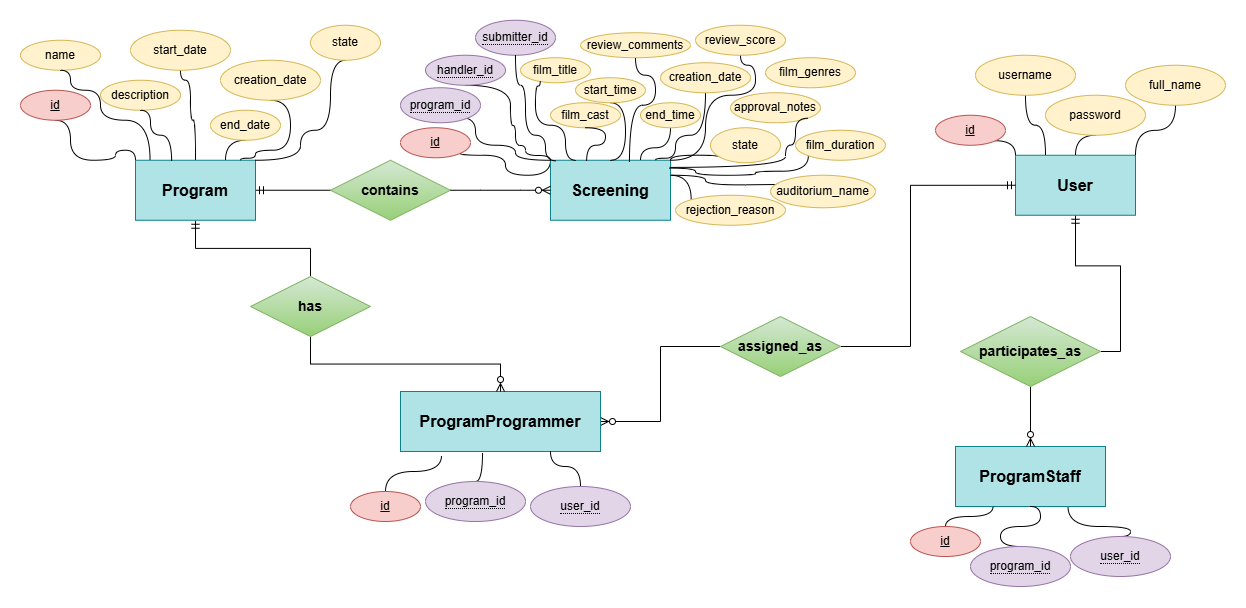 name
start_date
state
id
description
creation_date
end_date
Program
contains
submitter_id
handler_id
program_id
id
film_title
review_comments
review_score
start_time
creation_date
film_genres
film_cast
end_time
approval_notes
state
film_duration
auditorium_name
rejection_reason
Screening
username
full_name
password
id
User
has
assigned_as
participates_as
ProgramProgrammer
id
program_id
user_id
ProgramStaff
id
program_id
user_id